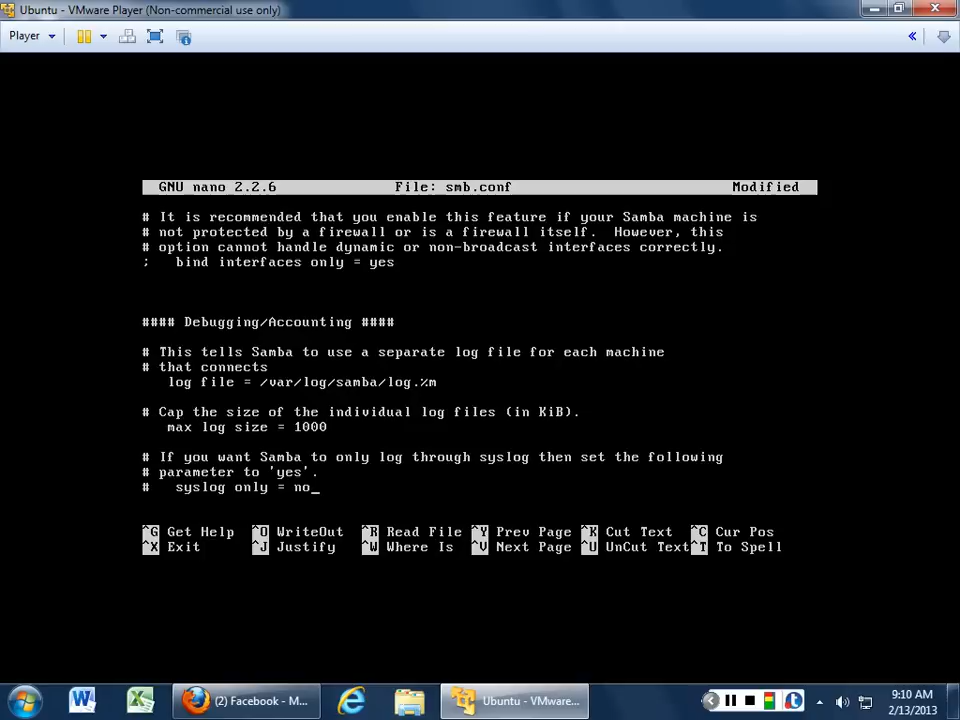 Ubuntu - VMware Player (Non-commercial use only)
Player
GNU nano 2.2.6 File: smb.conf Modified
# It is recommended that you enable this feature if your Samba machine is
# not protected by a firewall or is a firewall itself.  However, this
# option cannot handle dynamic or non-broadcast interfaces correctly.
;   bind interfaces only = yes
#### Debugging/Accounting ####
# This tells Samba to use a separate log file for each machine
# that connects
log file = /var/log/samba/log.%m
# Cap the size of the individual log files (in KiB).
max log size = 1000
# If you want Samba to only log through syslog then set the following
# parameter to 'yes'.
#   syslog only = no_
^G Get Help ^O WriteOut ^R Read File ^Y Prev Page ^K Cut Text ^C Cur Pos
^X Exit ^J Justify ^W Where Is ^V Next Page ^U UnCut Text ^T To Spell
(2) Facebook - M... Ubuntu - VMware... 9:10 AM
2/13/2013